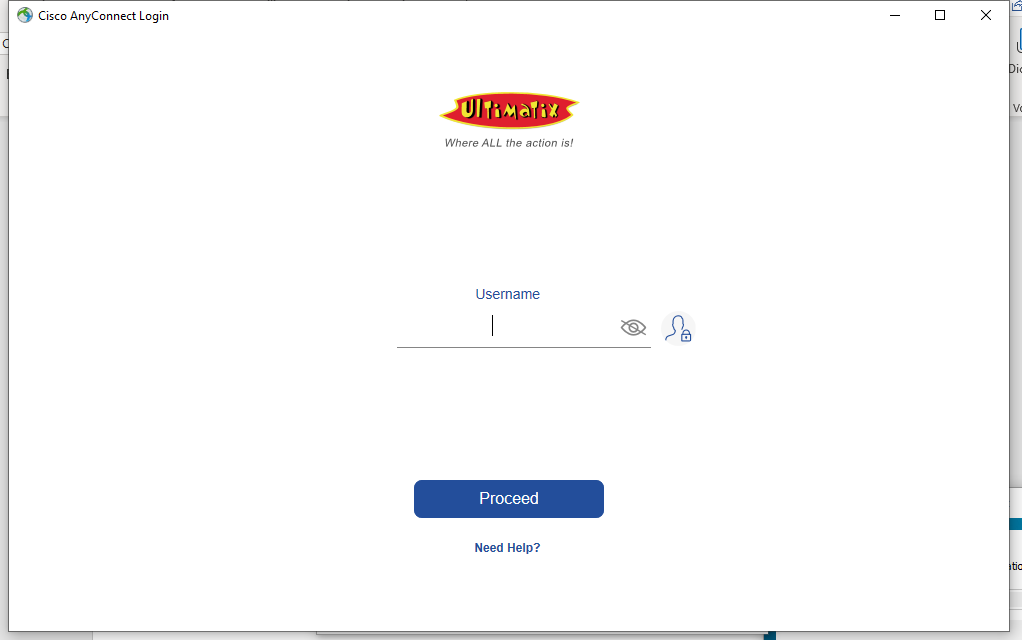 Cisco AnyConnect Login
Ultimatix
Where ALL the action is!
Username
Proceed
Need Help?